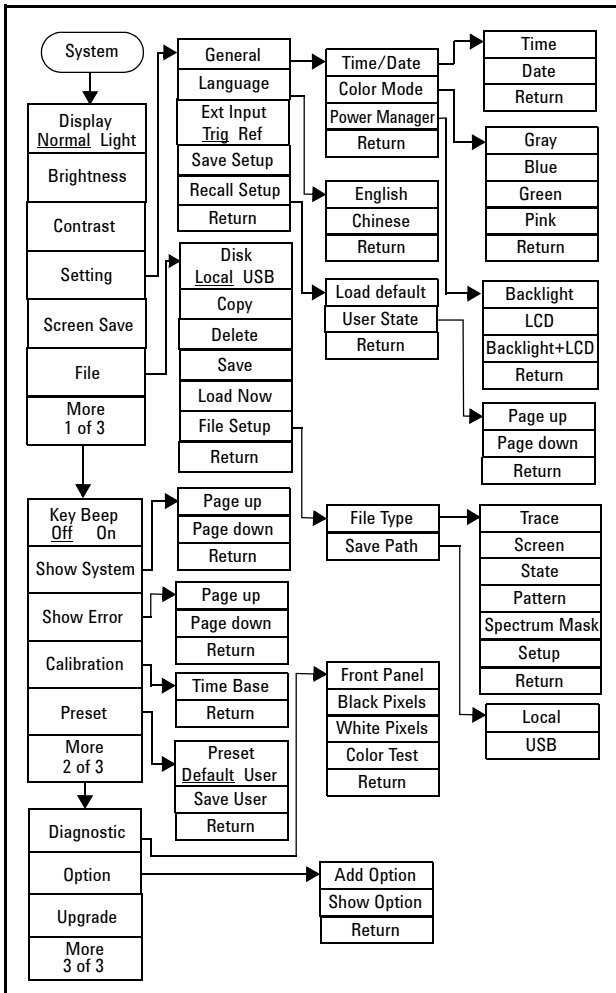 System
Display
Normal Light
Brightness
Contrast
Setting
Screen Save
File
More
1 of 3
Key Beep
Off On
Show System
Show Error
Calibration
Preset
More
2 of 3
Diagnostic
Option
Upgrade
More
3 of 3
General
Language
Ext Input
Trig Ref
Save Setup
Recall Setup
Return
Disk
Local USB
Copy
Delete
Save
Load Now
File Setup
Return
Page up
Page down
Return
Page up
Page down
Return
Time Base
Return
Preset
Default User
Save User
Return
Time/Date
Color Mode
Power Manager
Return
English
Chinese
Return
Load default
User State
Return
File Type
Save Path
Front Panel
Black Pixels
White Pixels
Color Test
Return
Add Option
Show Option
Return
Time
Date
Return
Gray
Blue
Green
Pink
Return
Backlight
LCD
Backlight+LCD
Return
Page up
Page down
Return
Trace
Screen
State
Pattern
Spectrum Mask
Setup
Return
Local
USB